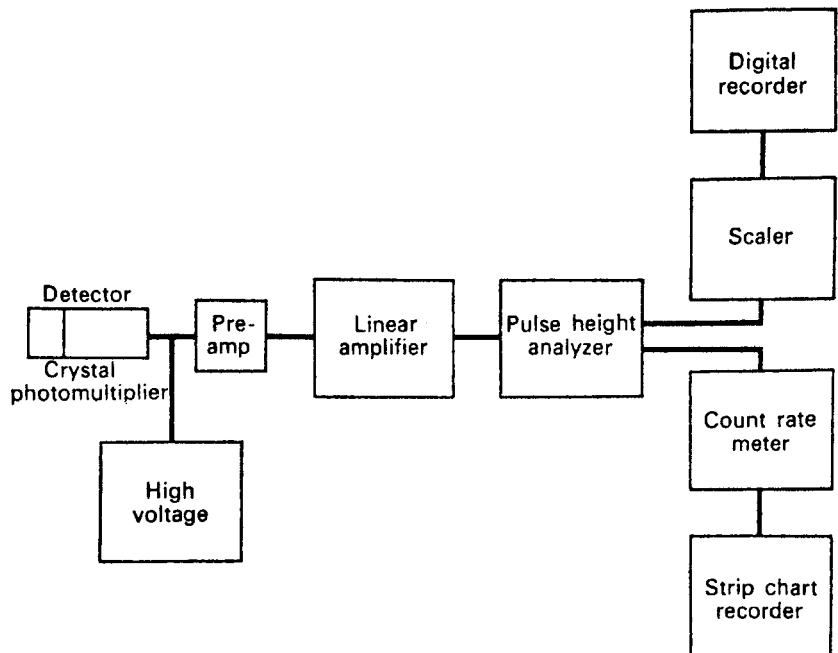 Detector
Crystal
photomultiplier
High
voltage
Pre-
amp
Linear
amplifier
Pulse height
analyzer
Digital
recorder
Scaler
Count rate
meter
Strip chart
recorder